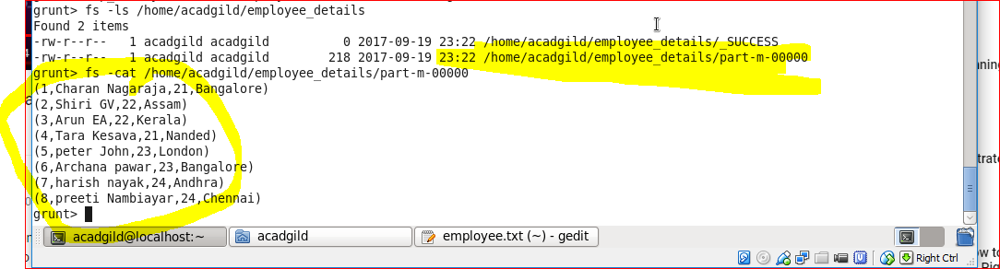 grunt> fs -ls /home/acadgild/employee_details
Found 2 items
-rw-r--r--   1 acadgild acadgild          0 2017-09-19 23:22 /home/acadgild/employee_details/_SUCCESS
-rw-r--r--   1 acadgild acadgild        218 2017-09-19 23:22 /home/acadgild/employee_details/part-m-00000
grunt> fs -cat /home/acadgild/employee_details/part-m-00000
(1,Charan Nagaraja,21,Bangalore)
(2,Shiri GV,22,Assam)
(3,Arun EA,22,Kerala)
(4,Tara Kesava,21,Nanded)
(5,peter John,23,London)
(6,Archana pawar,23,Bangalore)
(7,harish nayak,24,Andhra)
(8,preeti Nambiayar,24,Chennai)
grunt>
acadgild@localhost:~ acadgild employee.txt (~) - gedit
Right Ctrl